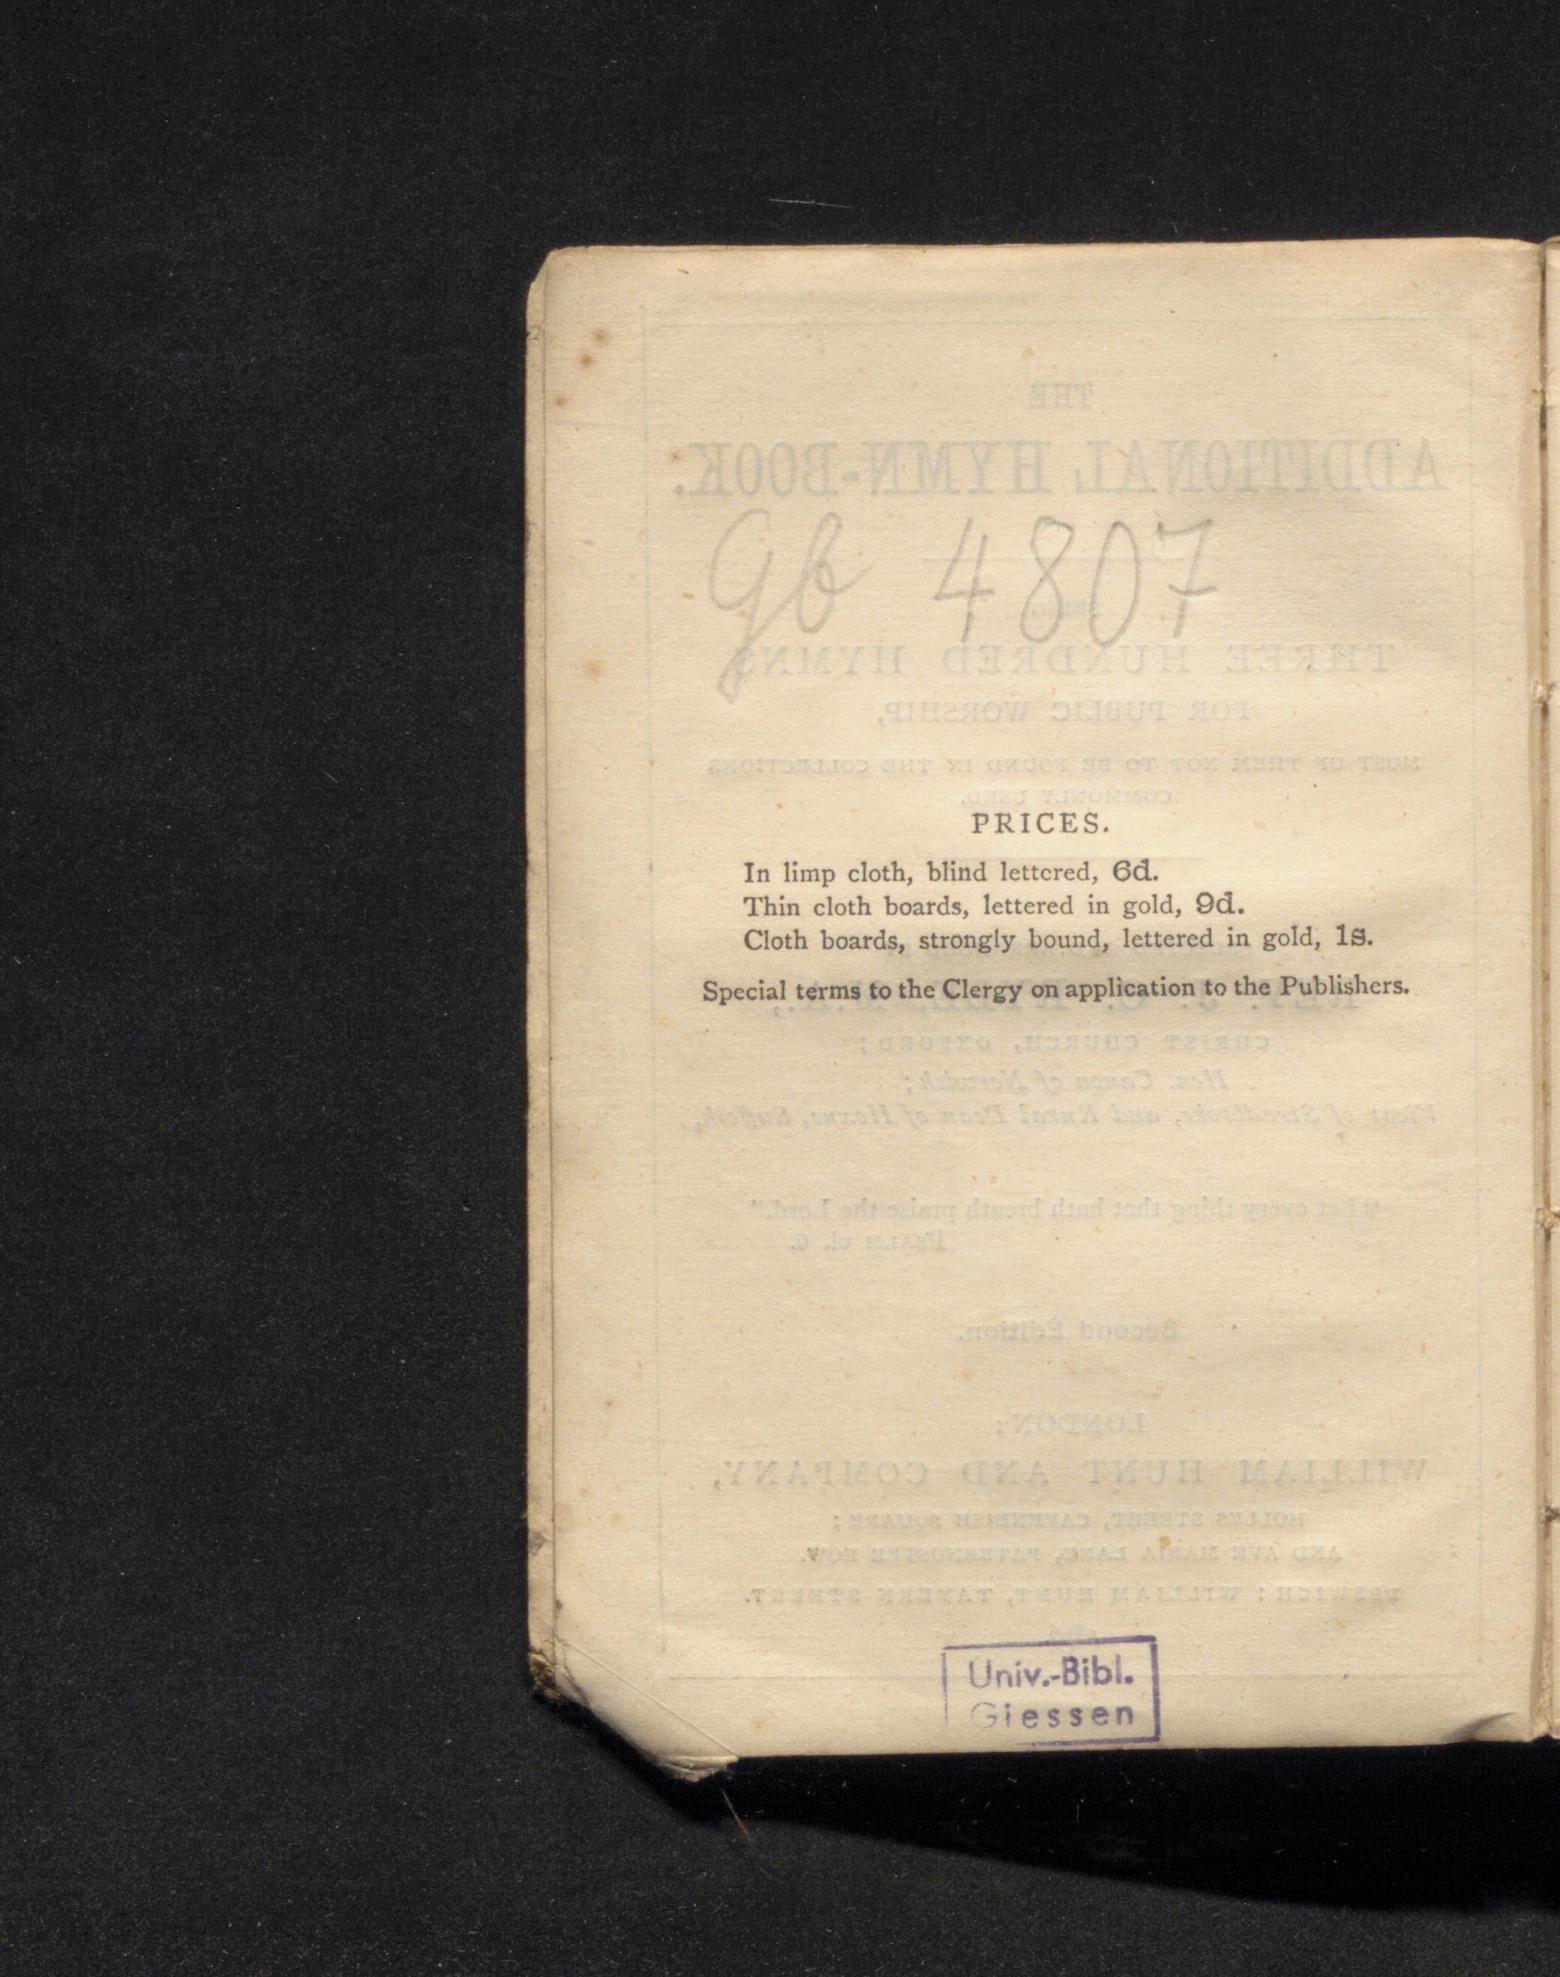 Gb 4807
PRICES.
In limp cloth, blind lettered, 6d.
Thin cloth boards, lettered in gold, 9d.
Cloth boards, strongly bound, lettered in gold, 1s.
Special terms to the Clergy on application to the Publishers.
Univ.-Bibl.
Giessen